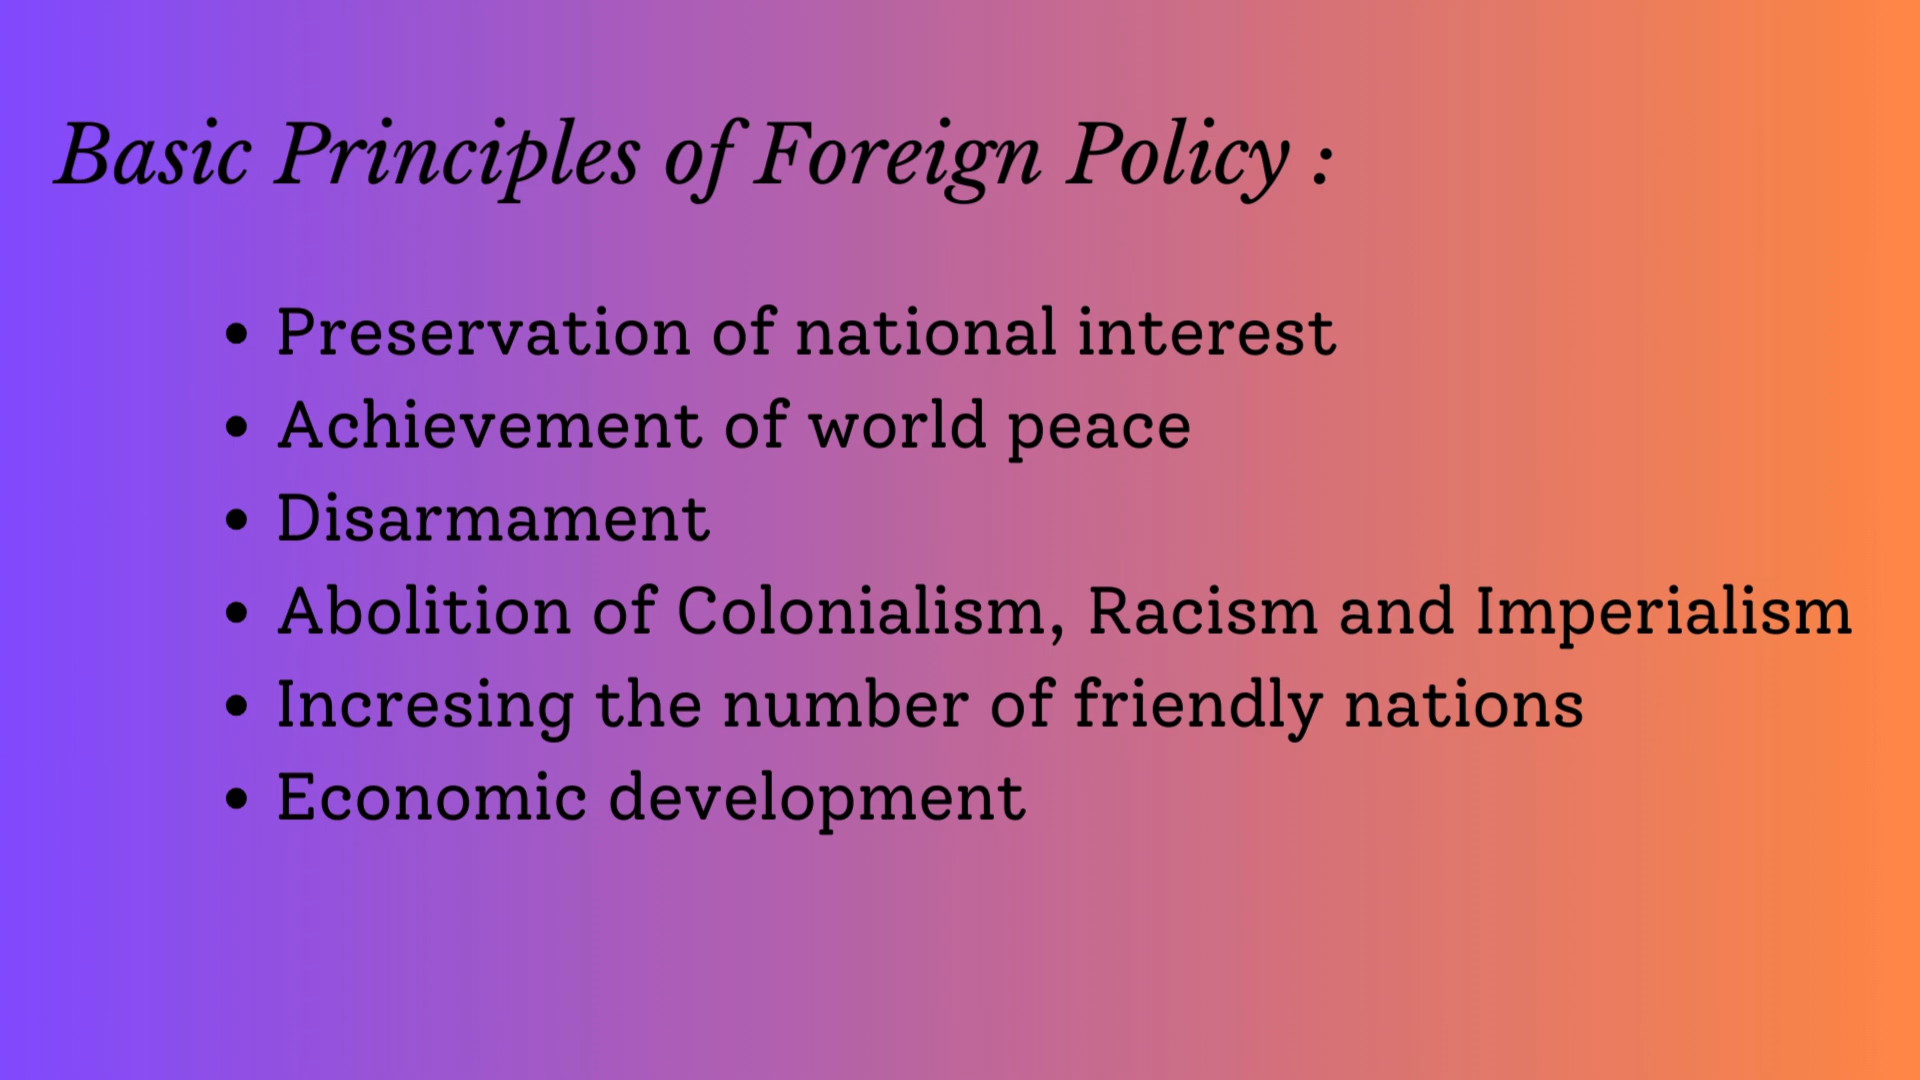 Basic Principles of Foreign Policy :
• Preservation of national interest
• Achievement of world peace
• Disarmament
• Abolition of Colonialism, Racism and Imperialism
• Incresing the number of friendly nations
• Economic development